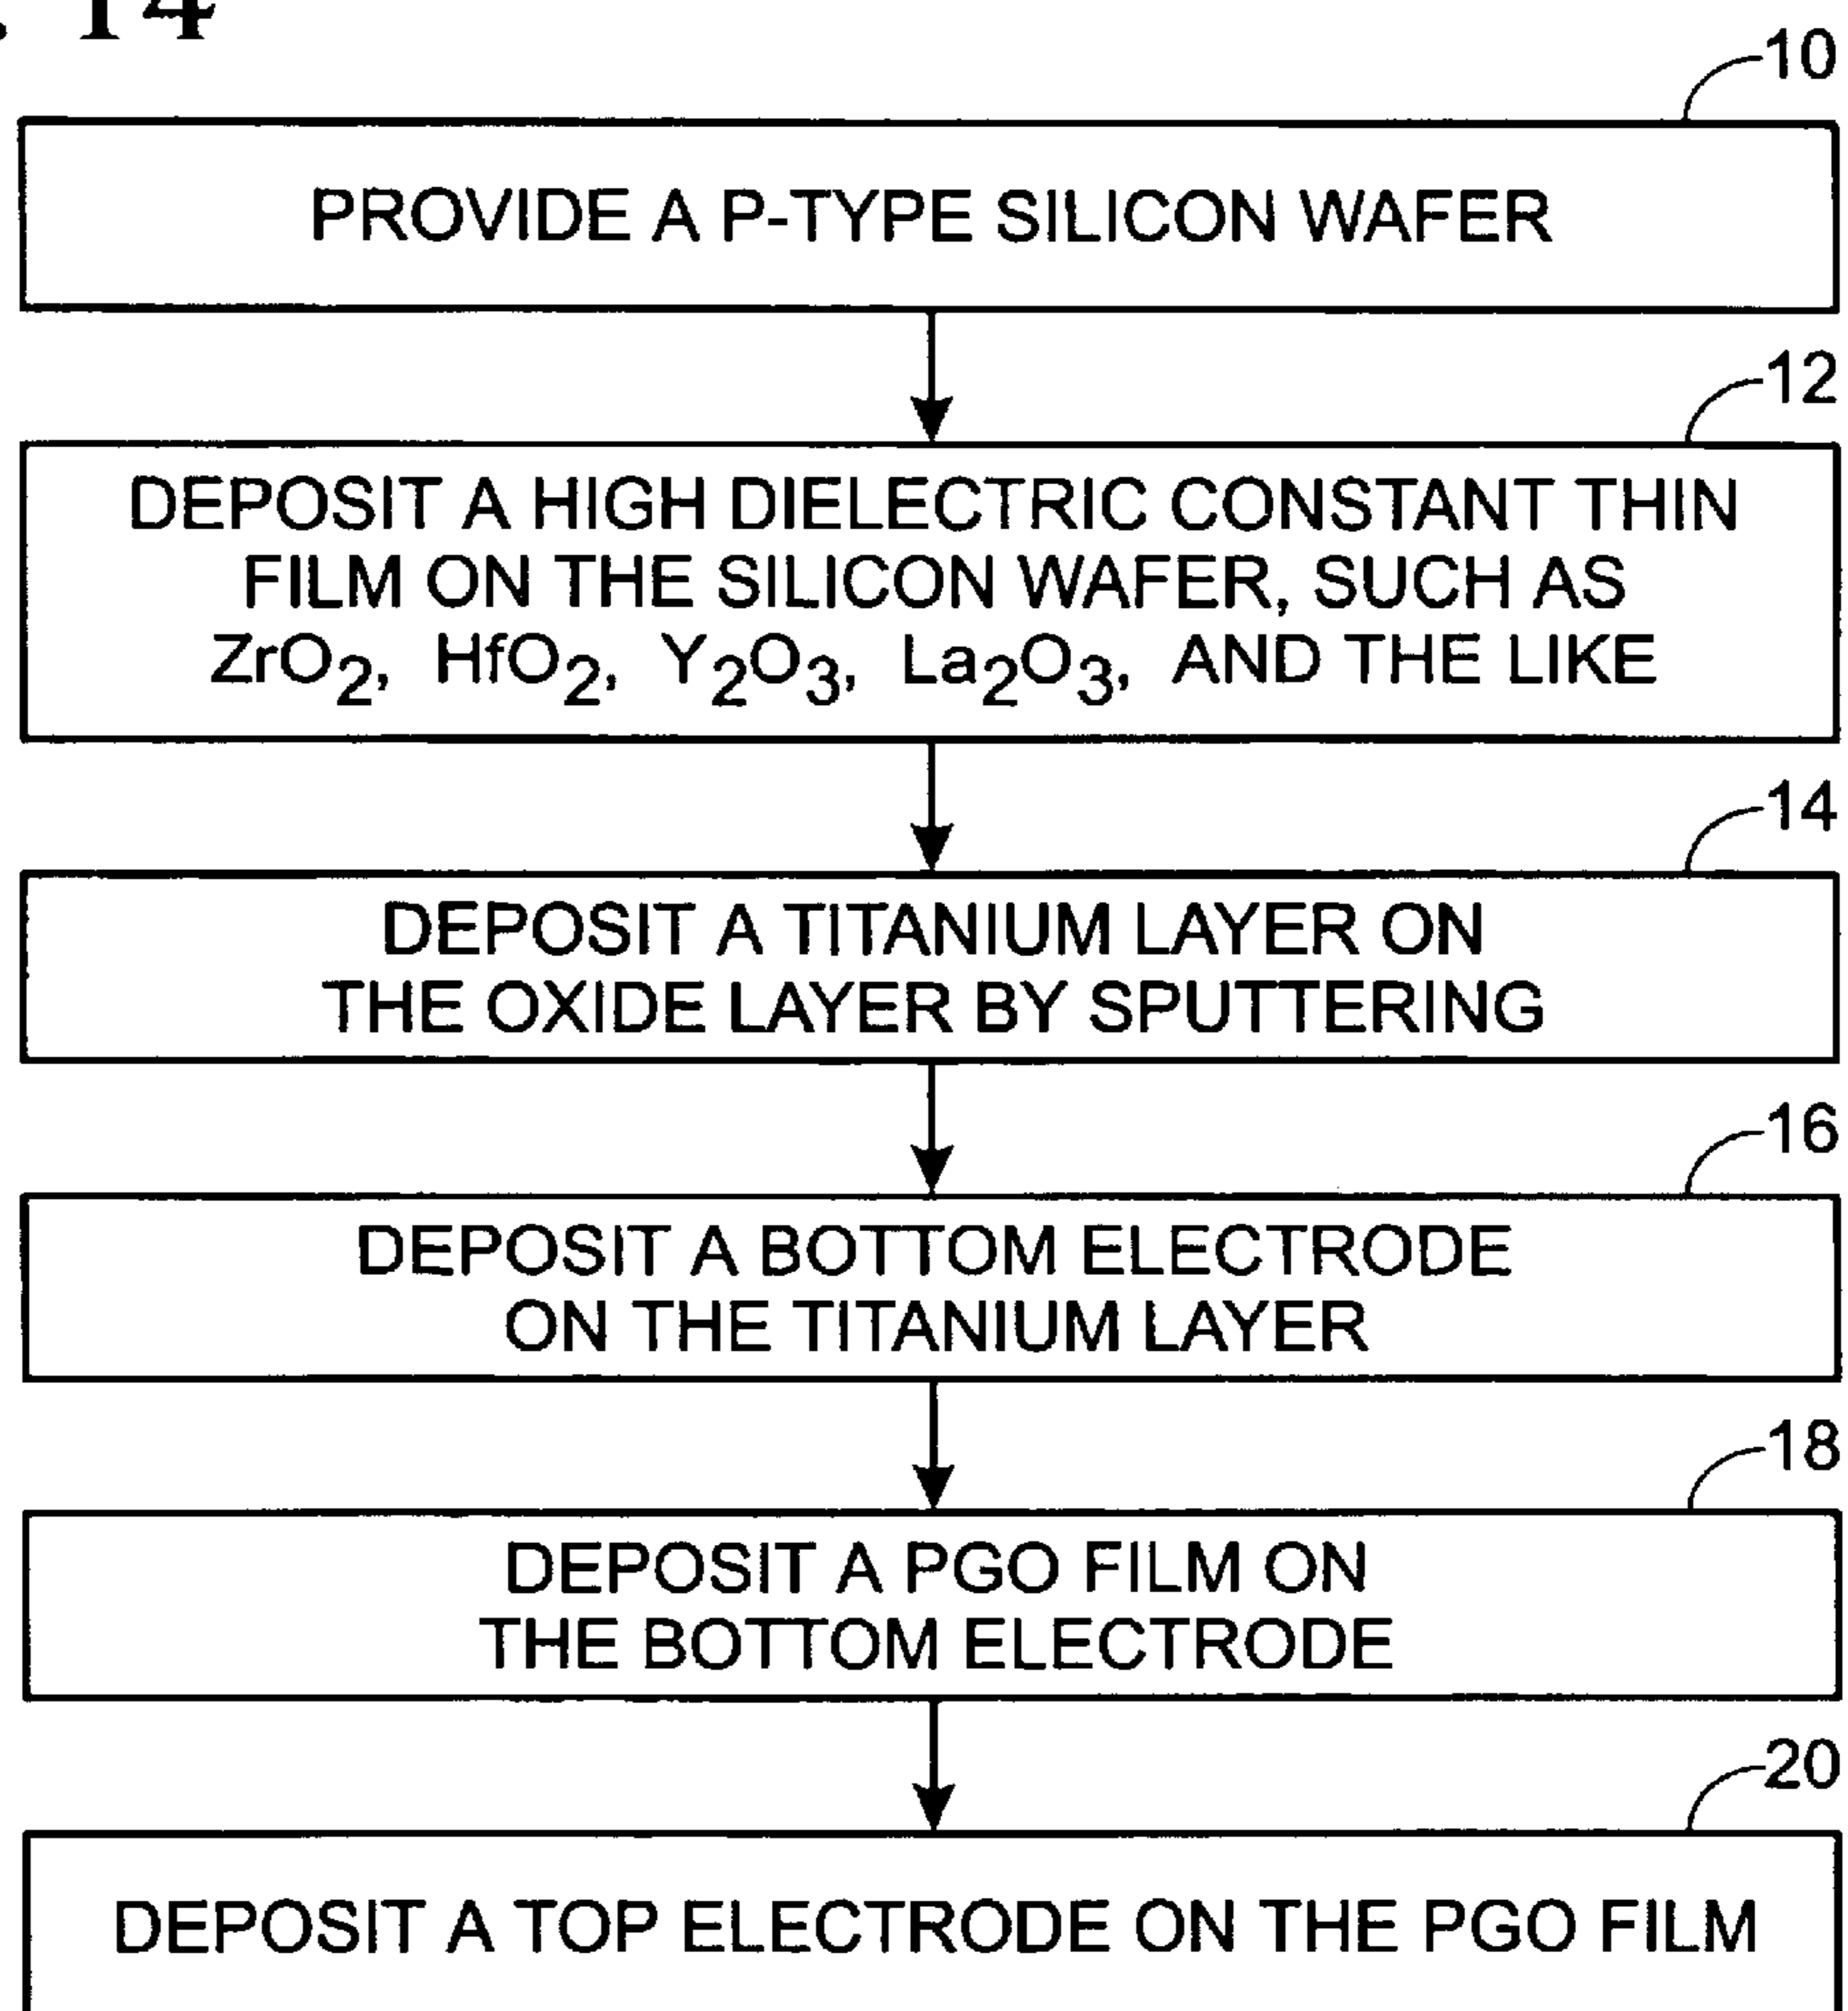 14
10
PROVIDE A P-TYPE SILICON WAFER
12
DEPOSIT A HIGH DIELECTRIC CONSTANT THIN
FILM ON THE SILICON WAFER, SUCH AS
ZrO₂, HfO₂, Y₂O₃, La₂O₃, AND THE LIKE
14
DEPOSIT A TITANIUM LAYER ON
THE OXIDE LAYER BY SPUTTERING
16
DEPOSIT A BOTTOM ELECTRODE
ON THE TITANIUM LAYER
18
DEPOSIT A PGO FILM ON
THE BOTTOM ELECTRODE
20
DEPOSIT A TOP ELECTRODE ON THE PGO FILM